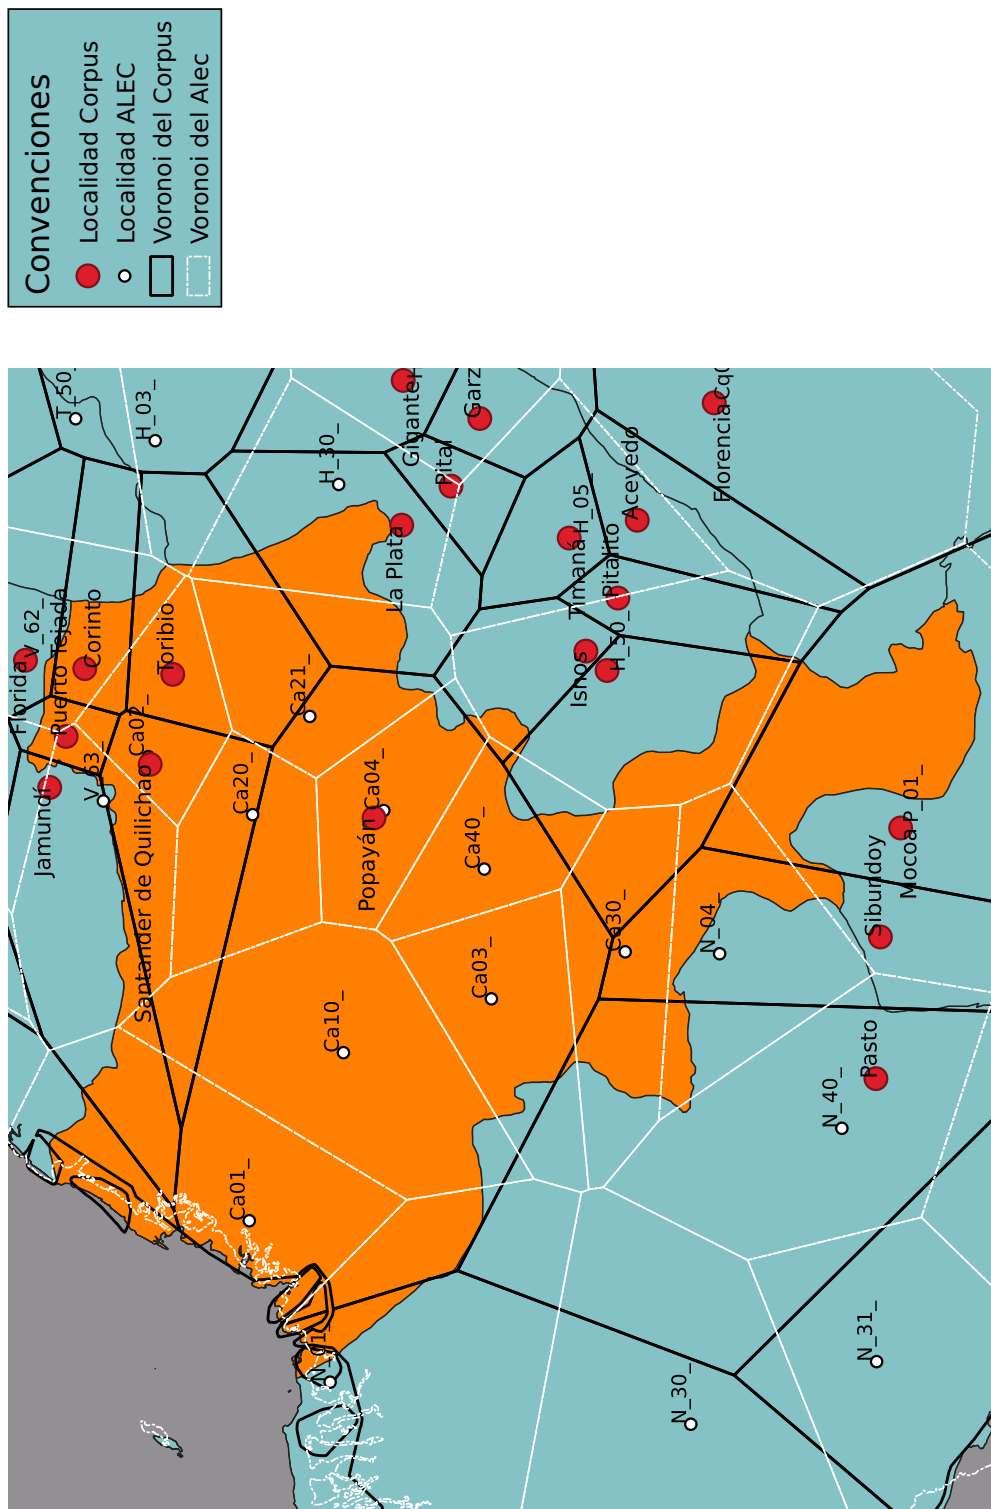 Convenciones
Localidad Corpus
Localidad ALEC
Voronoi del Corpus
Voronoi del Alec
Florida
V_62_
Puerto Tejada
Corinto
Toribio
Jamundí
V_63_
Ca02_
Santander de Quilichao
Ca20_
Ca21_
Popayán
Ca04_
Ca40_
Ca10_
Ca03_
Ca30_
Ca01_
N_01_
N_04_
N_40_
N_30_
N_31_
Pasto
Sibundoy
Mocoa
P_01_
T_50_
H_03_
H_30_
La Plata
Gigante
Pital
Garz
Timaná
H_05_
Acevedo
Pitalito
Isnos
H_50_
Florencia